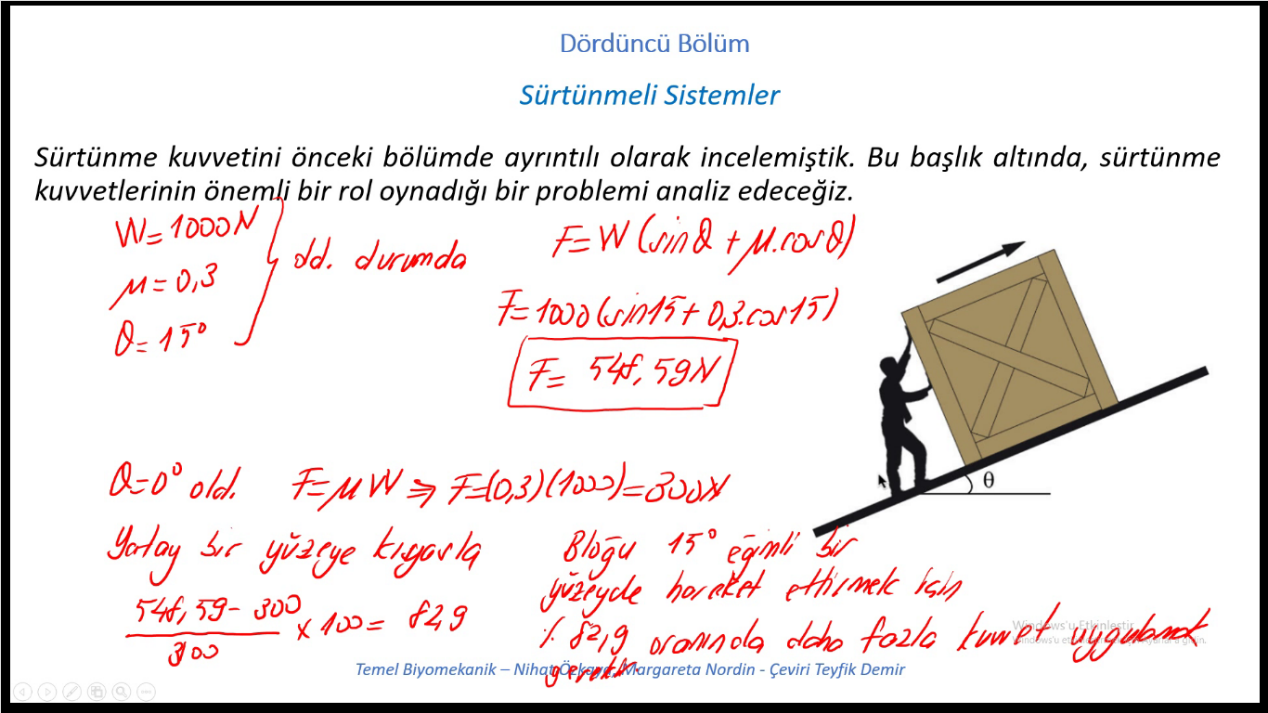 Dördüncü Bölüm
Sürtünmeli Sistemler
Sürtünme kuvvetini önceki bölümde ayrıntılı olarak incelemiştik. Bu başlık altında, sürtünme
kuvvetlerinin önemli bir rol oynadığı bir problemi analiz edeceğiz.
W=1000N
μ=0,3
θ=15°
old. durumda
F=W(sinθ+μ.cosθ)
F=1000(sin15+0,3.cos15)
F= 548,59N
θ
θ=0° old. F=μW⇒F=(0,3)(1000)=300N
Yatay bir yüzeye kıyasla
548,59-300
300
x100= 82,9
Bloğu 15° eğimli bir
yüzeyde hareket ettirmek için
% 82,9 oranında daha fazla kuvvet uygulamak
gerekir
Windows'u Etkinleştir
Temel Biyomekanik – Nihat Özkaya, Margareta Nordin - Çeviri Teyfik Demir